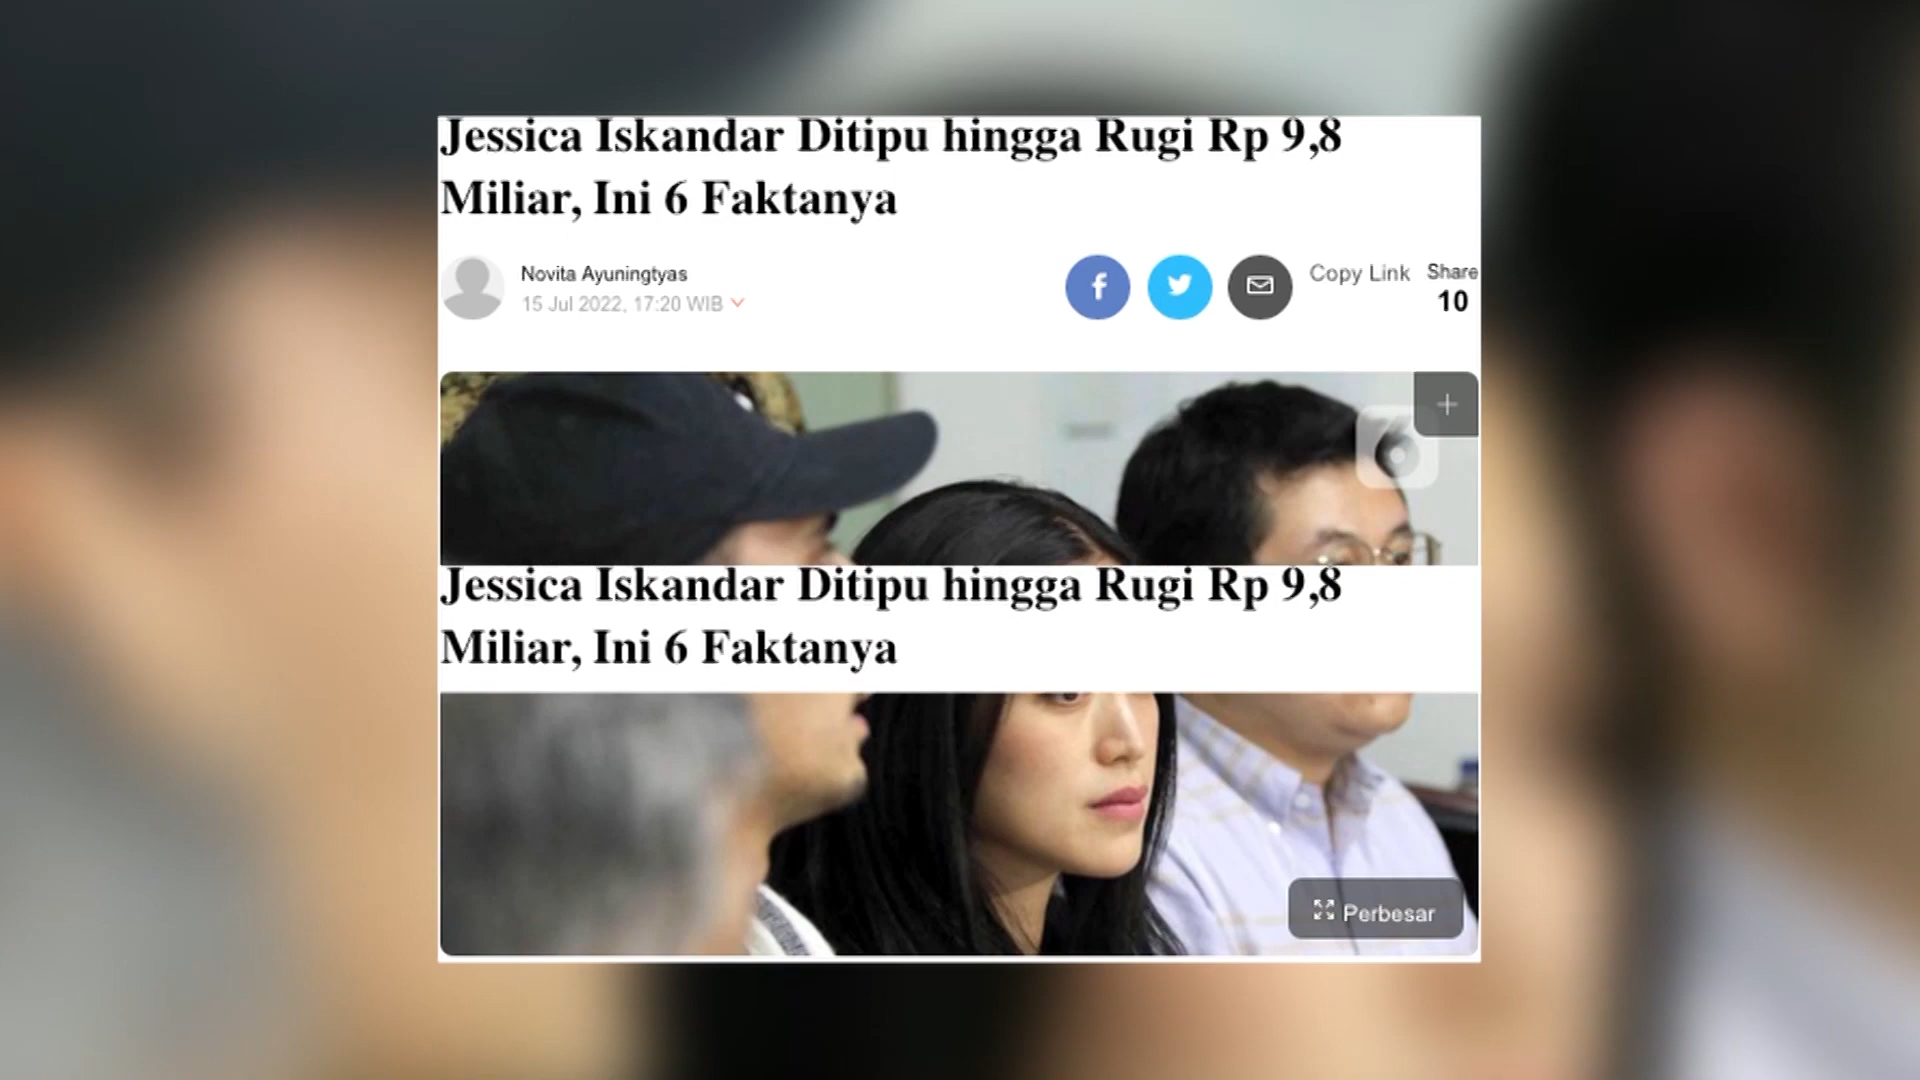 Jessica Iskandar Ditipu hingga Rugi Rp 9,8
Miliar, Ini 6 Faktanya
Novita Ayuningtyas
15 Jul 2022, 17:20 WIB
Copy Link
Share
10
Jessica Iskandar Ditipu hingga Rugi Rp 9,8
Miliar, Ini 6 Faktanya
Perbesar